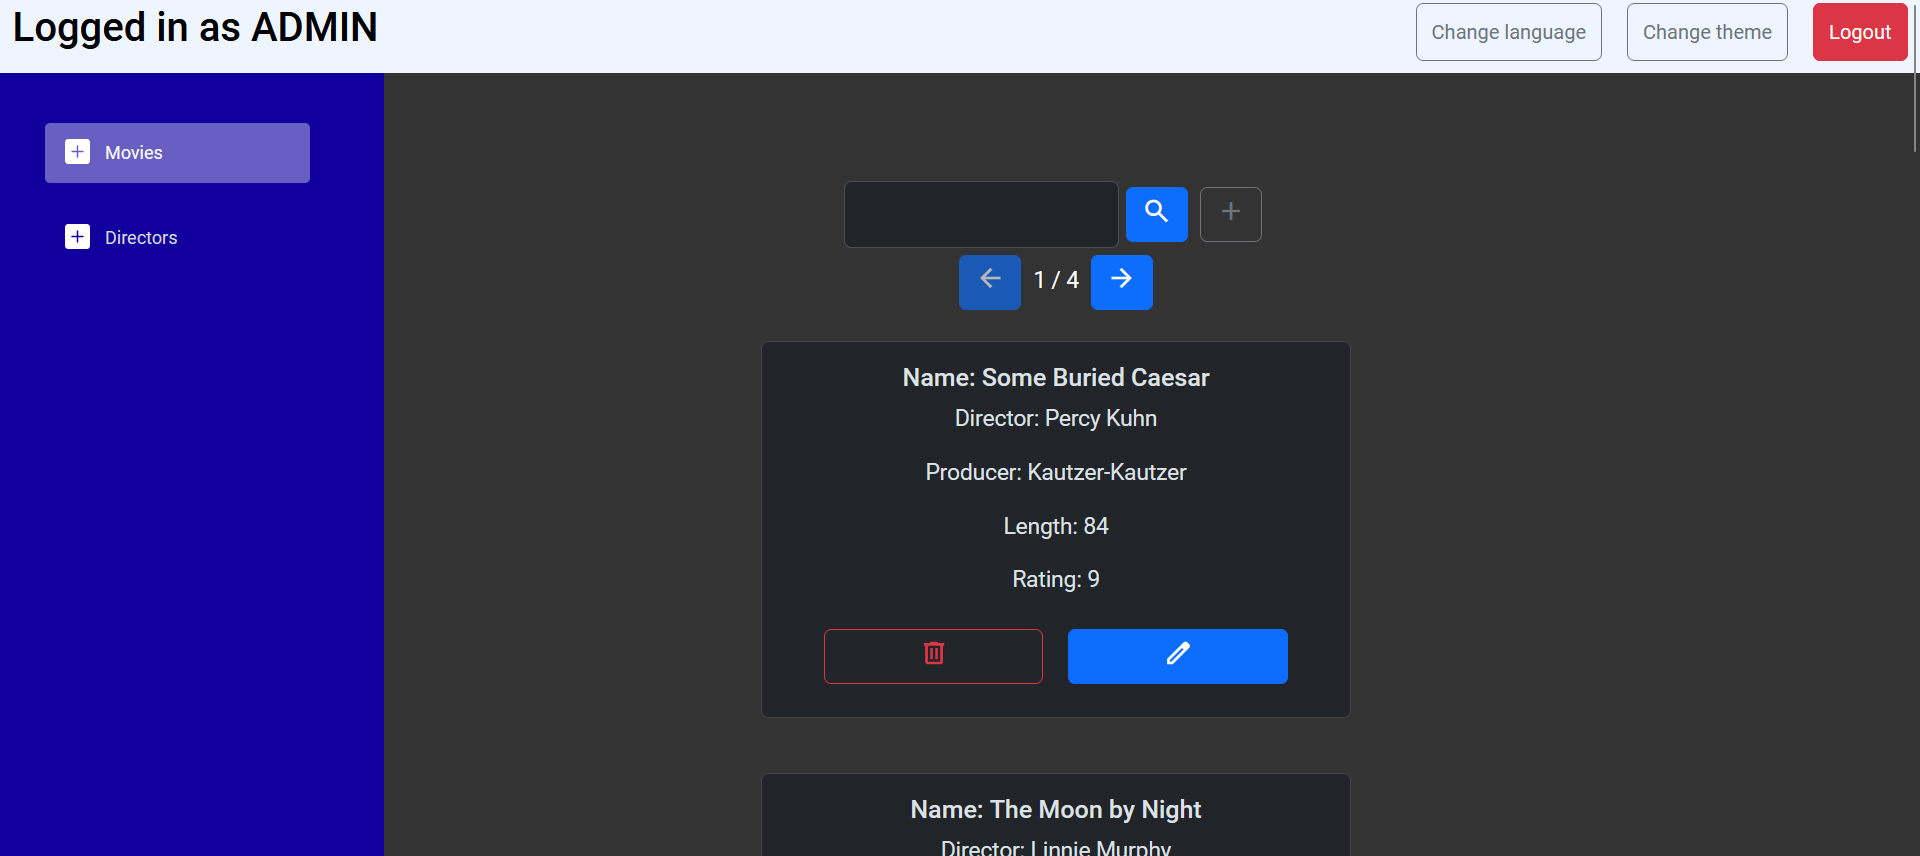 Logged in as ADMIN
Change language
Change theme
Logout
Movies
Directors
1 / 4
Name: Some Buried Caesar
Director: Percy Kuhn
Producer: Kautzer-Kautzer
Length: 84
Rating: 9
Name: The Moon by Night
Director: Linnie Murphy